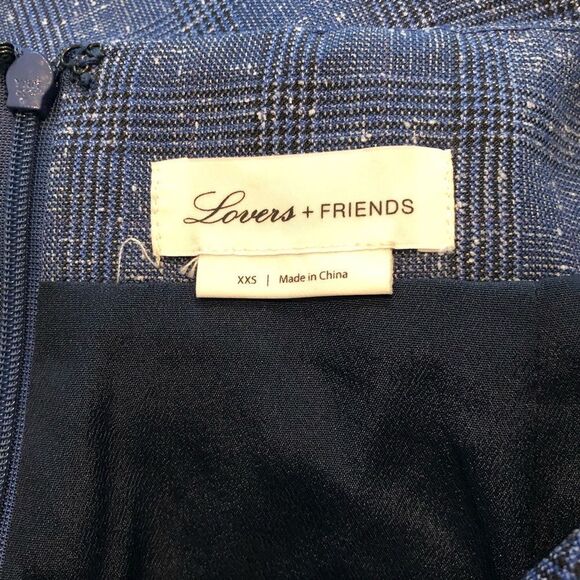 Lovers + FRIENDS
XXS | Made in China